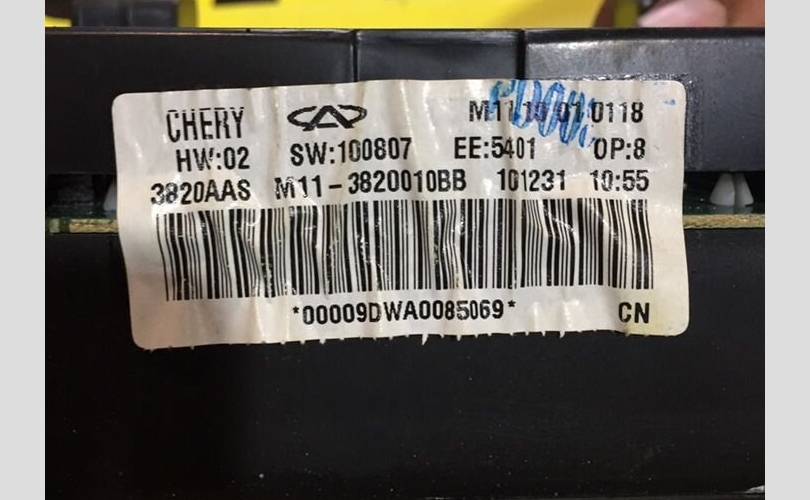 CHERY
HW:02 SW:100807 EE:5401 OP:8
3820AAS M11-3820010BB 101231 10:55
*00009DWA0085069*
CN